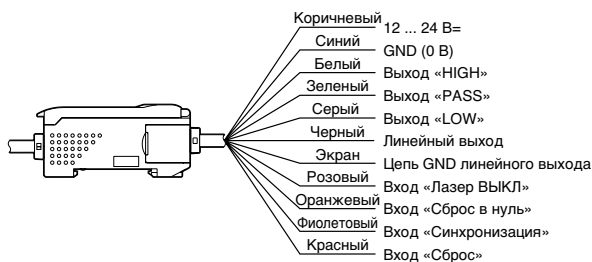 Коричневый 12 ... 24 В=
Синий GND (0 В)
Белый Выход «HIGH»
Зеленый Выход «PASS»
Серый Выход «LOW»
Черный Линейный выход
Экран Цепь GND линейного выхода
Розовый Вход «Лазер ВЫКЛ»
Оранжевый Вход «Сброс в нуль»
Фиолетовый Вход «Синхронизация»
Красный Вход «Сброс»